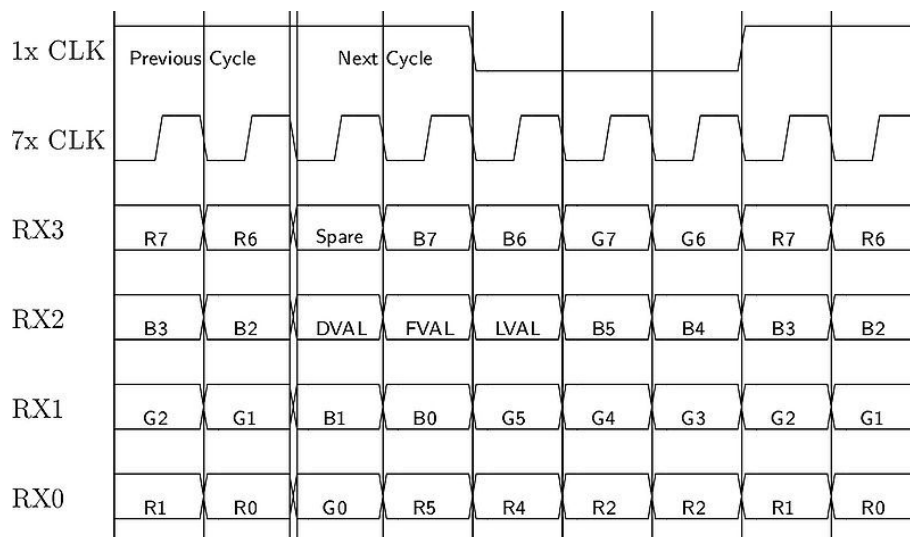 1x CLK Previous Cycle Next Cycle
7x CLK
RX3 R7 R6 Spare B7 B6 G7 G6 R7 R6
RX2 B3 B2 DVAL FVAL LVAL B5 B4 B3 B2
RX1 G2 G1 B1 B0 G5 G4 G3 G2 G1
RX0 R1 R0 G0 R5 R4 R2 R2 R1 R0